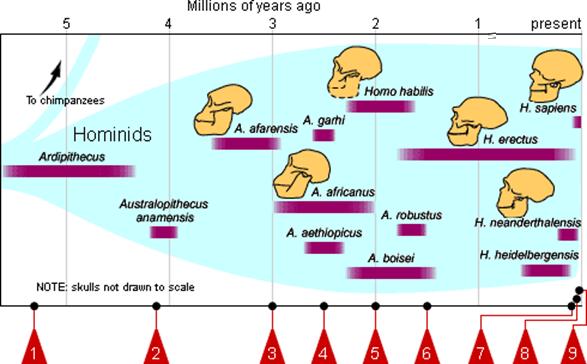 Millions of years ago
5 4 3 2 1 present
To chimpanzees
Hominids
Ardipithecus
Australopithecus
anamensis
A. afarensis
A. garhi
Homo habilis
H. sapiens
H. erectus
A. africanus
A. aethiopicus
A. robustus
A. boisei
H. neanderthalensis
H. heidelbergensis
NOTE: skulls not drawn to scale
1 2 3 4 5 6 7 8 9